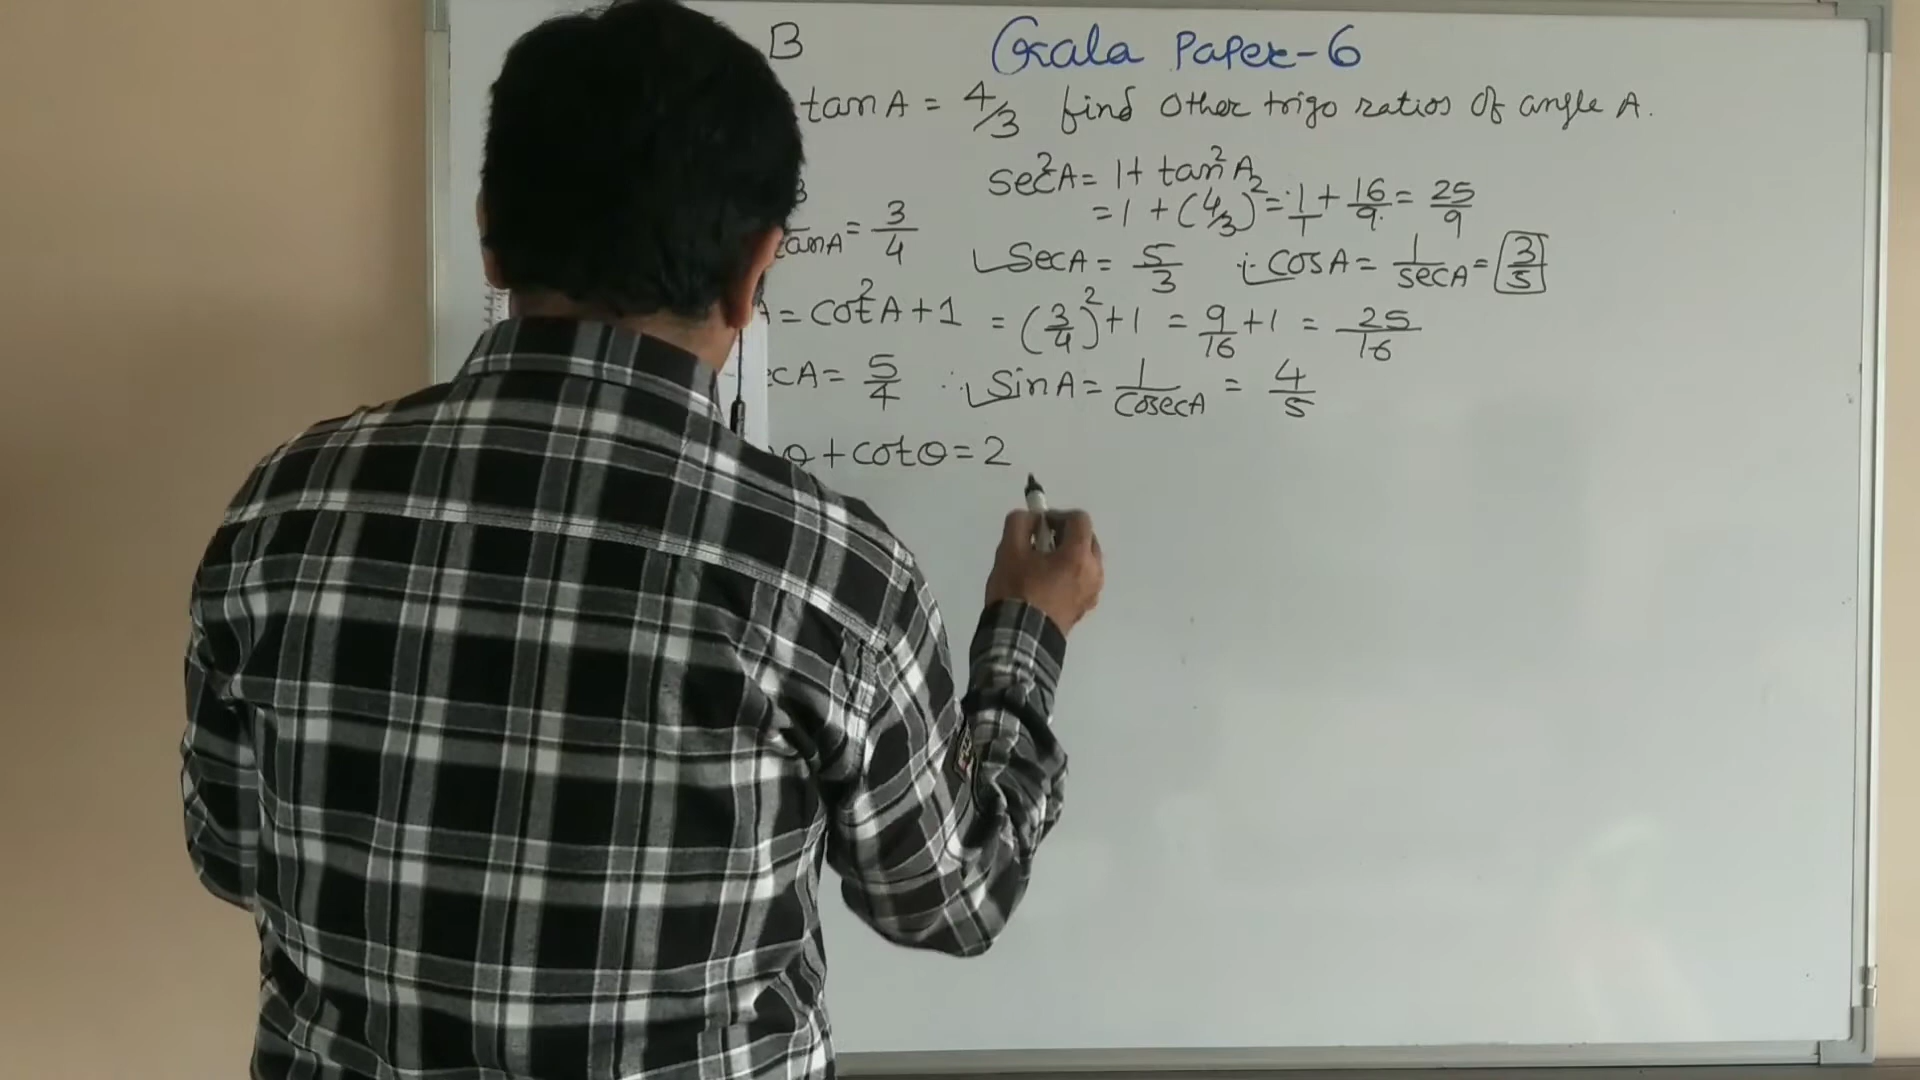 B Gala Paper-6
tan A = 4/3 find other trigo ratios of angle A.
sec²A = 1 + tan²A
= 1 + (4/3)² = 1/1 + 16/9 = 25/9
tanA = 3/4
SecA = 5/3 ∴ COSA = 1/secA = 3/5
A = cot²A + 1 = (3/4)² + 1 = 9/16 + 1 = 25/16
ecA = 5/4 ∴ SinA = 1/cosecA = 4/5
θ + cotθ = 2